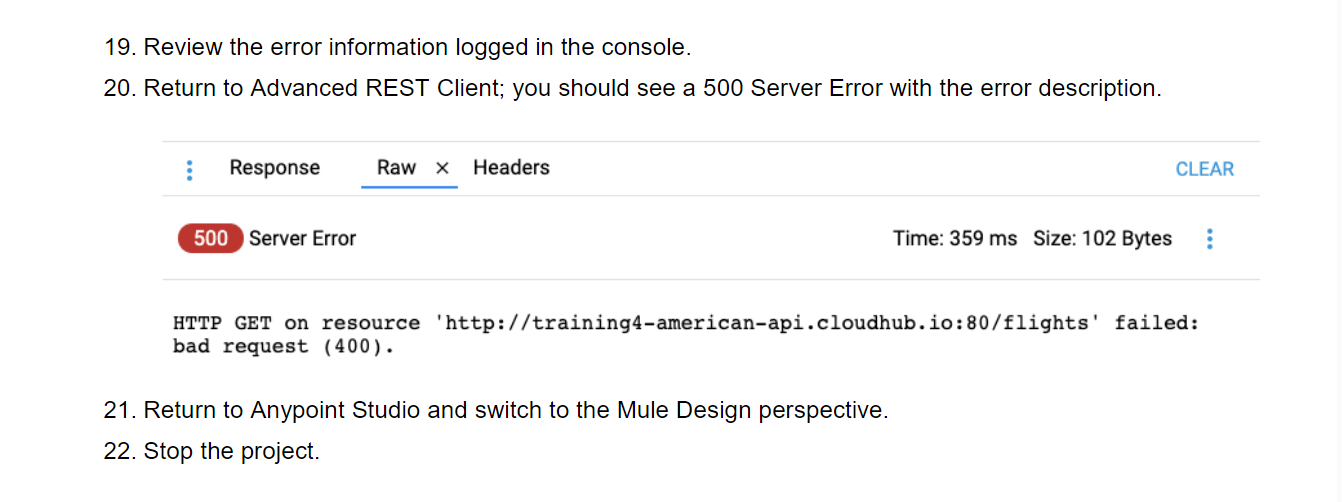 19. Review the error information logged in the console.
20. Return to Advanced REST Client; you should see a 500 Server Error with the error description.
Response Raw × Headers CLEAR
500 Server Error Time: 359 ms Size: 102 Bytes
HTTP GET on resource 'http://training4-american-api.cloudhub.io:80/flights' failed:
bad request (400).
21. Return to Anypoint Studio and switch to the Mule Design perspective.
22. Stop the project.